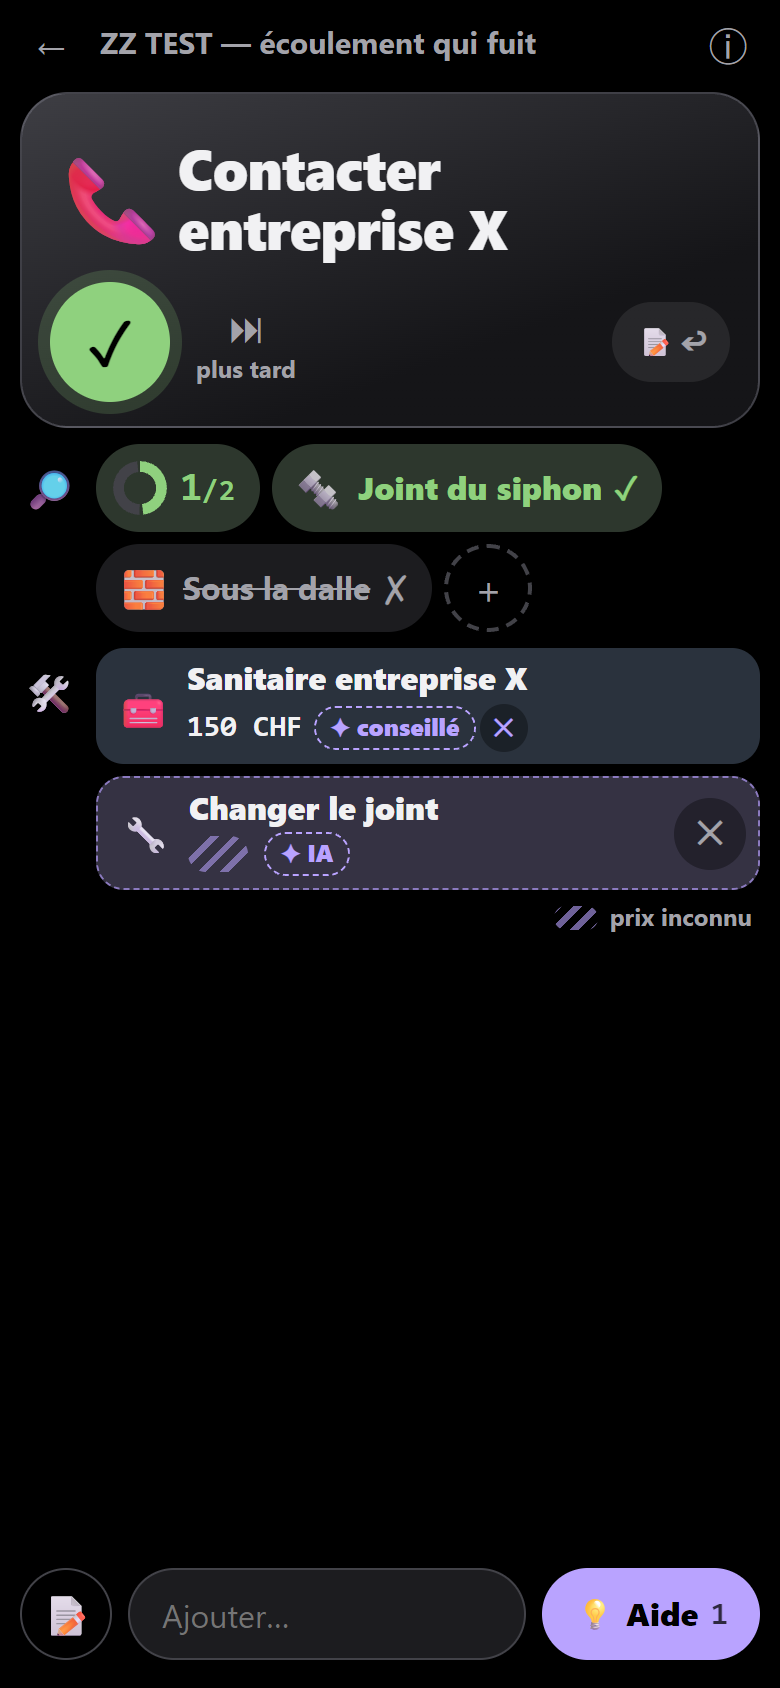 ← ZZ TEST — écoulement qui fuit ⓘ
Contacter
entreprise X
✓
plus tard
1/2
Joint du siphon ✓
Sous la dalle ✗
+
Sanitaire entreprise X
150 CHF ✦ conseillé ×
Changer le joint
✦ IA ×
prix inconnu
Ajouter...
Aide 1